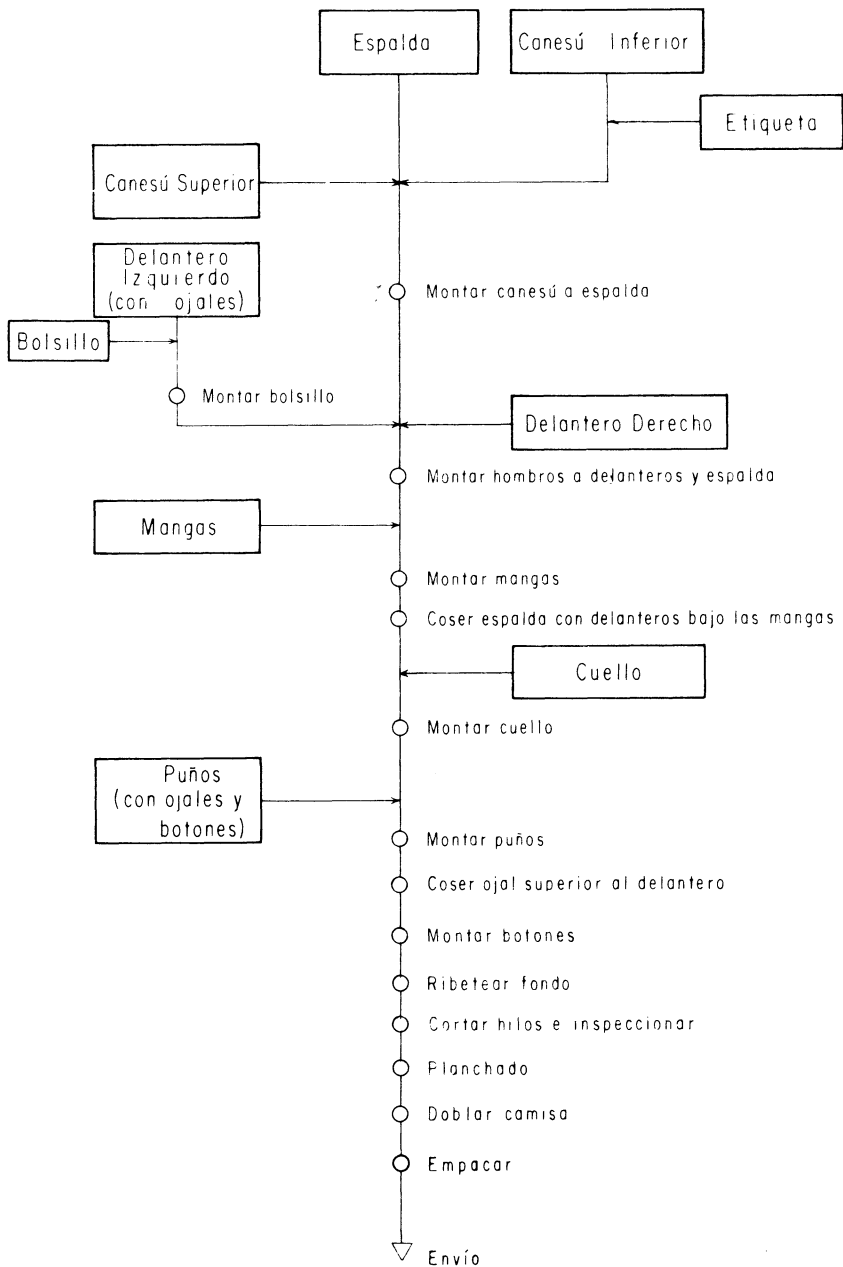 Espalda
Canesú Inferior
Etiqueta
Canesú Superior
Delantero
Izquierdo
(con ojales)
Montar canesú a espalda
Bolsillo
Montar bolsillo
Delantero Derecho
Montar hombros a delanteros y espalda
Mangas
Montar mangas
Coser espalda con delanteros bajo las mangas
Cuello
Montar cuello
Puños
(con ojales y
botones)
Montar puños
Coser ojal superior al delantero
Montar botones
Ribetear fondo
Cortar hilos e inspeccionar
Planchado
Doblar camisa
Empacar
Envío